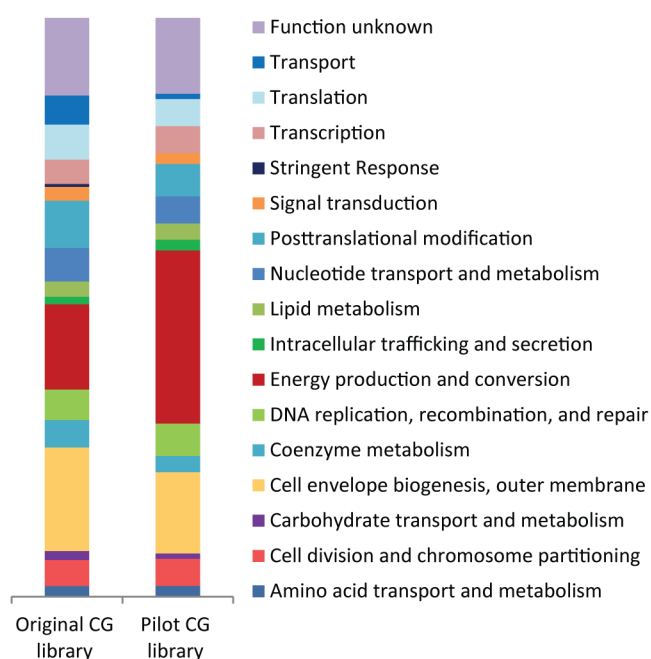 Function unknown
Transport
Translation
Transcription
Stringent Response
Signal transduction
Posttranslational modification
Nucleotide transport and metabolism
Lipid metabolism
Intracellular trafficking and secretion
Energy production and conversion
DNA replication, recombination, and repair
Coenzyme metabolism
Cell envelope biogenesis, outer membrane
Carbohydrate transport and metabolism
Cell division and chromosome partitioning
Amino acid transport and metabolism
Original CG
library
Pilot CG
library